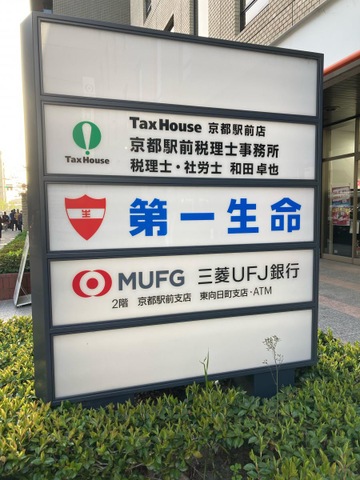 TaxHouse 京都駅前店
京都駅前税理士事務所
TaxHouse
税理士・社労士 和田 卓也
生
第一生命
MUFG 三菱UFJ銀行
2階 京都駅前支店 東向日町支店・ATM